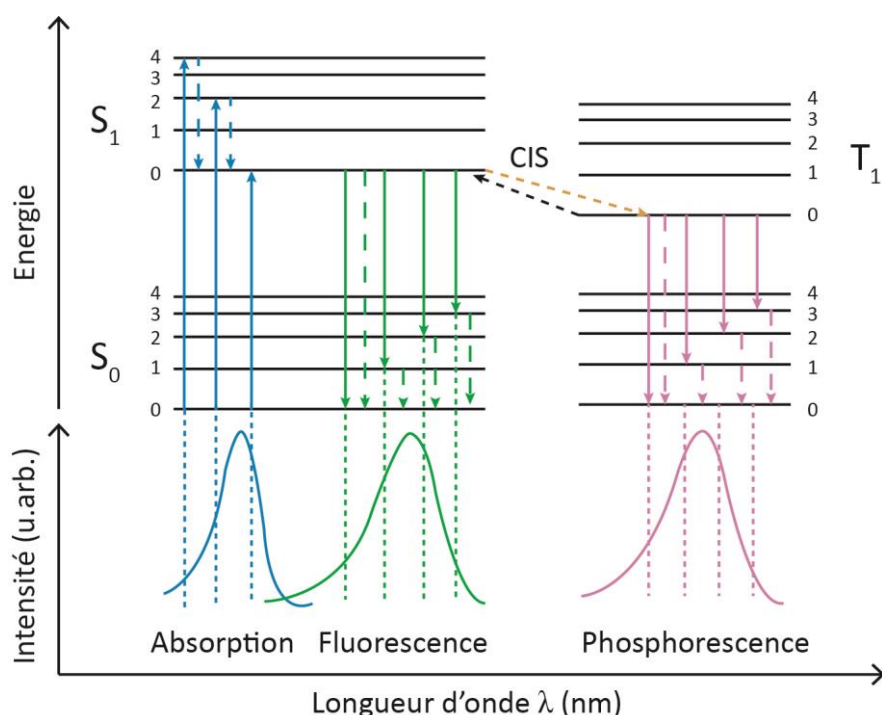 Energie
S1
4
3
2
1
0
S0
4
3
2
1
0
CIS
4
3
2
1
0
T1
4
3
2
1
0
Intensité (u.arb.)
Absorption
Fluorescence
Phosphorescence
Longueur d'onde λ (nm)